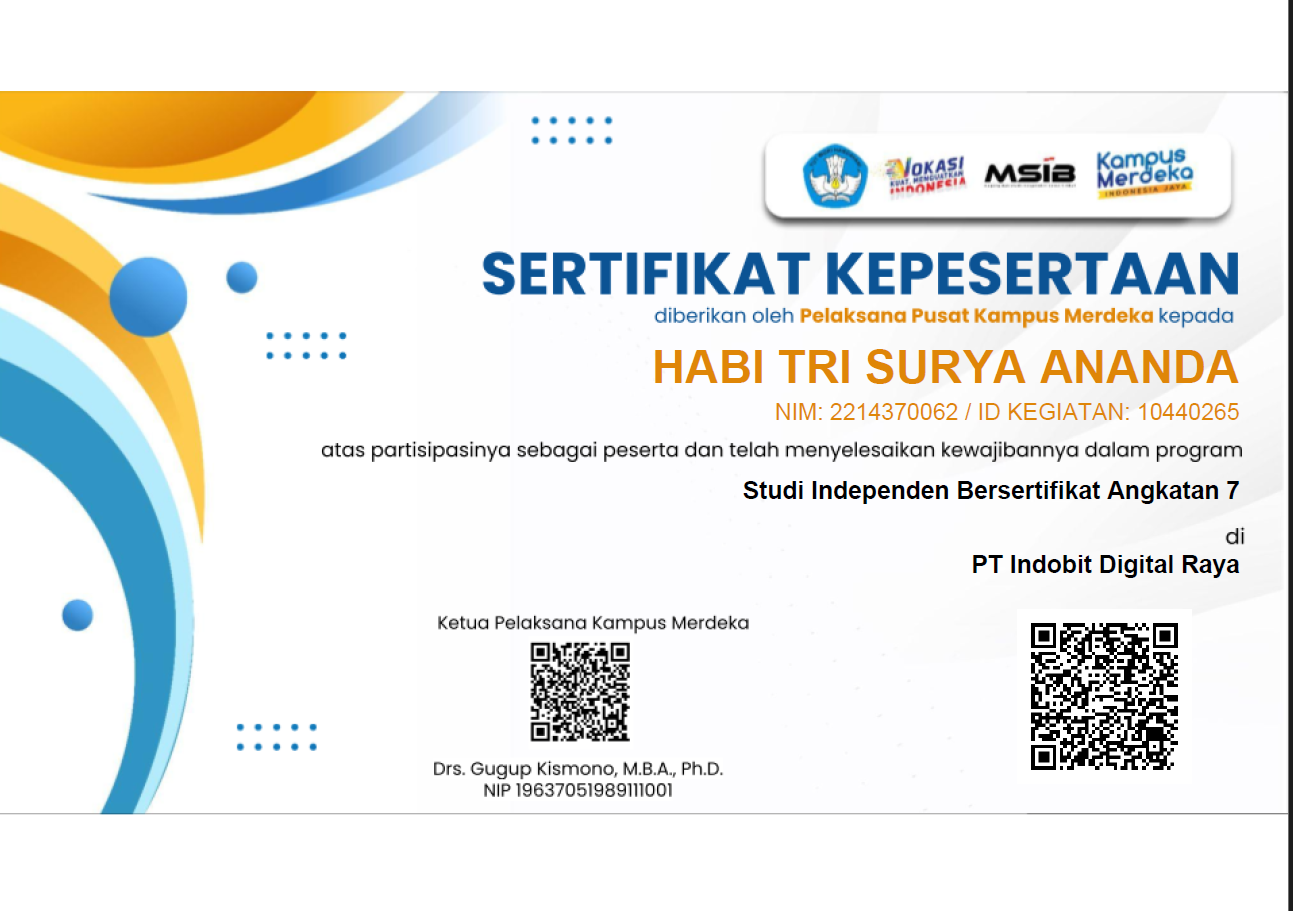 VOKASI
KUAT, MENGUATKAN
INDONESIA
MSIB
Kampus
Merdeka
INDONESIA JAYA
SERTIFIKAT KEPESERTAAN
diberikan oleh Pelaksana Pusat Kampus Merdeka kepada
HABI TRI SURYA ANANDA
NIM: 2214370062 / ID KEGIATAN: 10440265
atas partisipasinya sebagai peserta dan telah menyelesaikan kewajibannya dalam program
Studi Independen Bersertifikat Angkatan 7
di
PT Indobit Digital Raya
Ketua Pelaksana Kampus Merdeka
Drs. Gugup Kismono, M.B.A., Ph.D.
NIP 19637051989111001